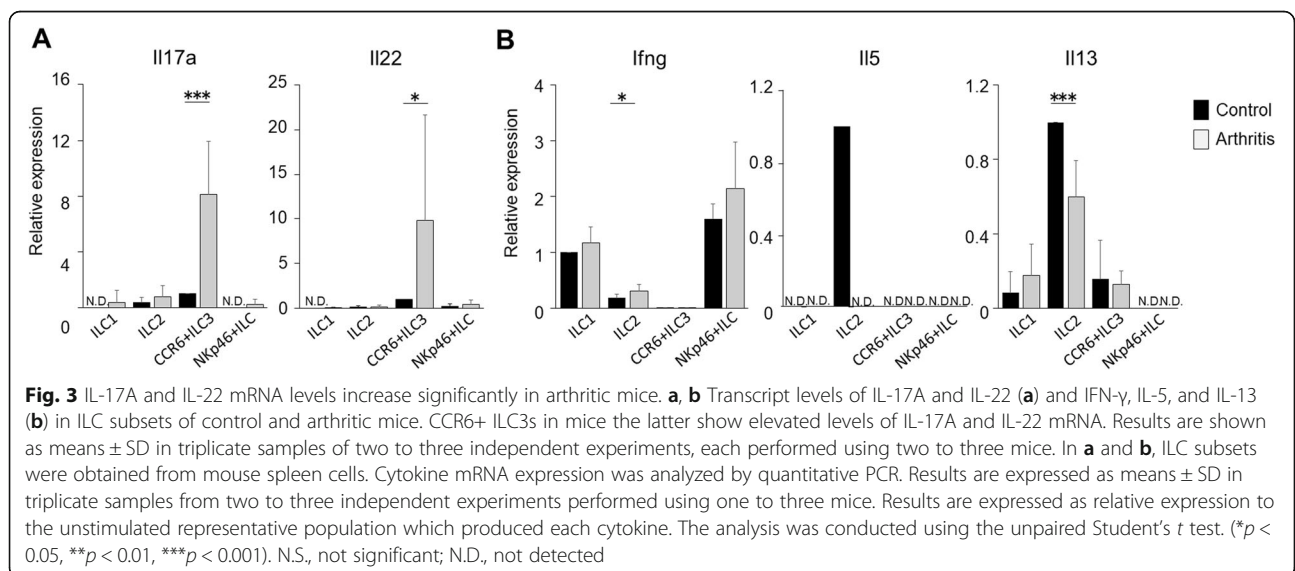 A
B
Il17a
Il22
Ifng
Il5
Il13
Relative expression
16
12
8
4
0
***
N.D.
N.D.
ILC1
ILC2
CCR6+ILC3
NKp46+ILC
25
20
15
10
5
0
*
N.D.
ILC1
ILC2
CCR6+ILC3
NKp46+ILC
Relative expression
4
3
2
1
0
*
ILC1
ILC2
CCR6+ILC3
NKp46+ILC
1.2
0.8
0.4
0
N.D.N.D.
N.D.
N.DN.D.N.DN.D.
ILC1
ILC2
CCR6+ILC3
NKp46+ILC
1.2
0.8
0.4
0
***
N.DN.D.
ILC1
ILC2
CCR6+ILC3
NKp46+ILC
Control
Arthritis
Fig. 3 IL-17A and IL-22 mRNA levels increase significantly in arthritic mice. a, b Transcript levels of IL-17A and IL-22 (a) and IFN-γ, IL-5, and IL-13
(b) in ILC subsets of control and arthritic mice. CCR6+ ILC3s in mice the latter show elevated levels of IL-17A and IL-22 mRNA. Results are shown
as means ± SD in triplicate samples of two to three independent experiments, each performed using two to three mice. In a and b, ILC subsets
were obtained from mouse spleen cells. Cytokine mRNA expression was analyzed by quantitative PCR. Results are expressed as means ± SD in
triplicate samples from two to three independent experiments performed using one to three mice. Results are expressed as relative expression to
the unstimulated representative population which produced each cytokine. The analysis was conducted using the unpaired Student's t test. (*p <
0.05, **p < 0.01, ***p < 0.001). N.S., not significant; N.D., not detected